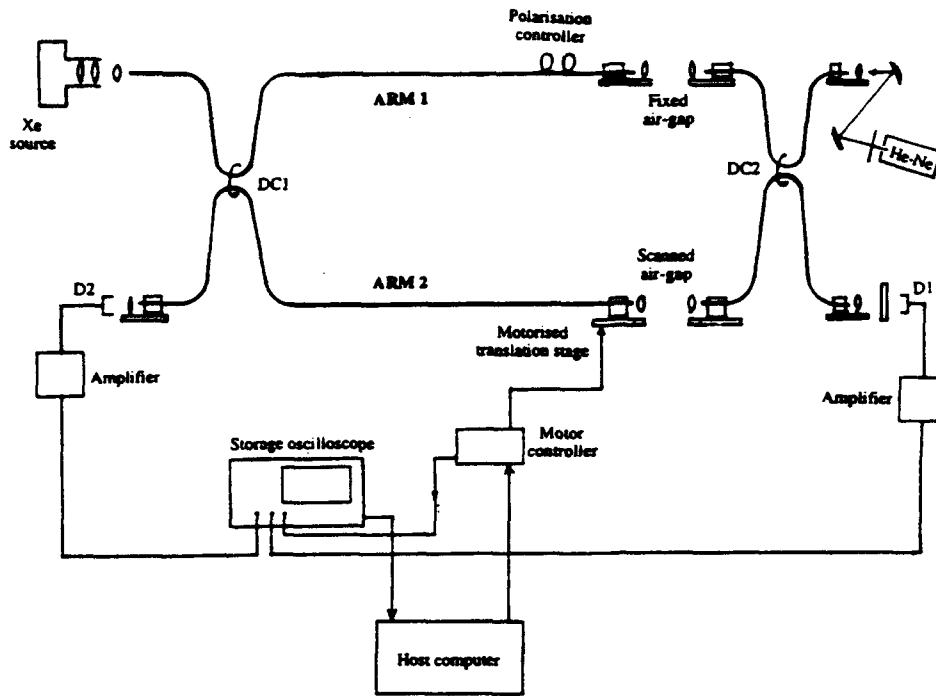 Polarisation
controller
Xe
source
ARM 1
Fixed
air-gap
He-Ne
DC1
DC2
ARM 2
Scanned
air-gap
D2
D1
Motorised
translation stage
Amplifier
Amplifier
Storage oscilloscope
Motor
controller
Host computer